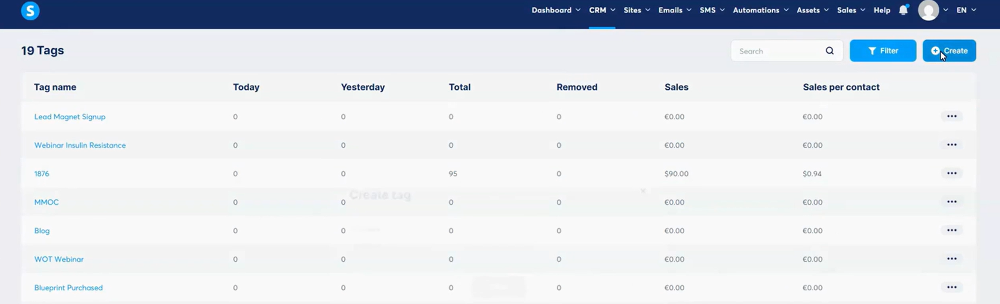 S Dashboard CRM Sites Emails SMS Automations Assets Sales Help EN
19 Tags Search Filter Create
Tag name Today Yesterday Total Removed Sales Sales per contact
Lead Magnet Signup 0 0 0 0 €0.00 €0.00
Webinar Insulin Resistance 0 0 0 0 €0.00 €0.00
1876 0 0 95 0 $90.00 $0.94
Create tag
MMOC 0 0 0 0 €0.00 €0.00
Blog 0 0 0 0 €0.00 €0.00
WOT Webinar 0 0 0 0 €0.00 €0.00
Blueprint Purchased 0 0 0 0 €0.00 €0.00